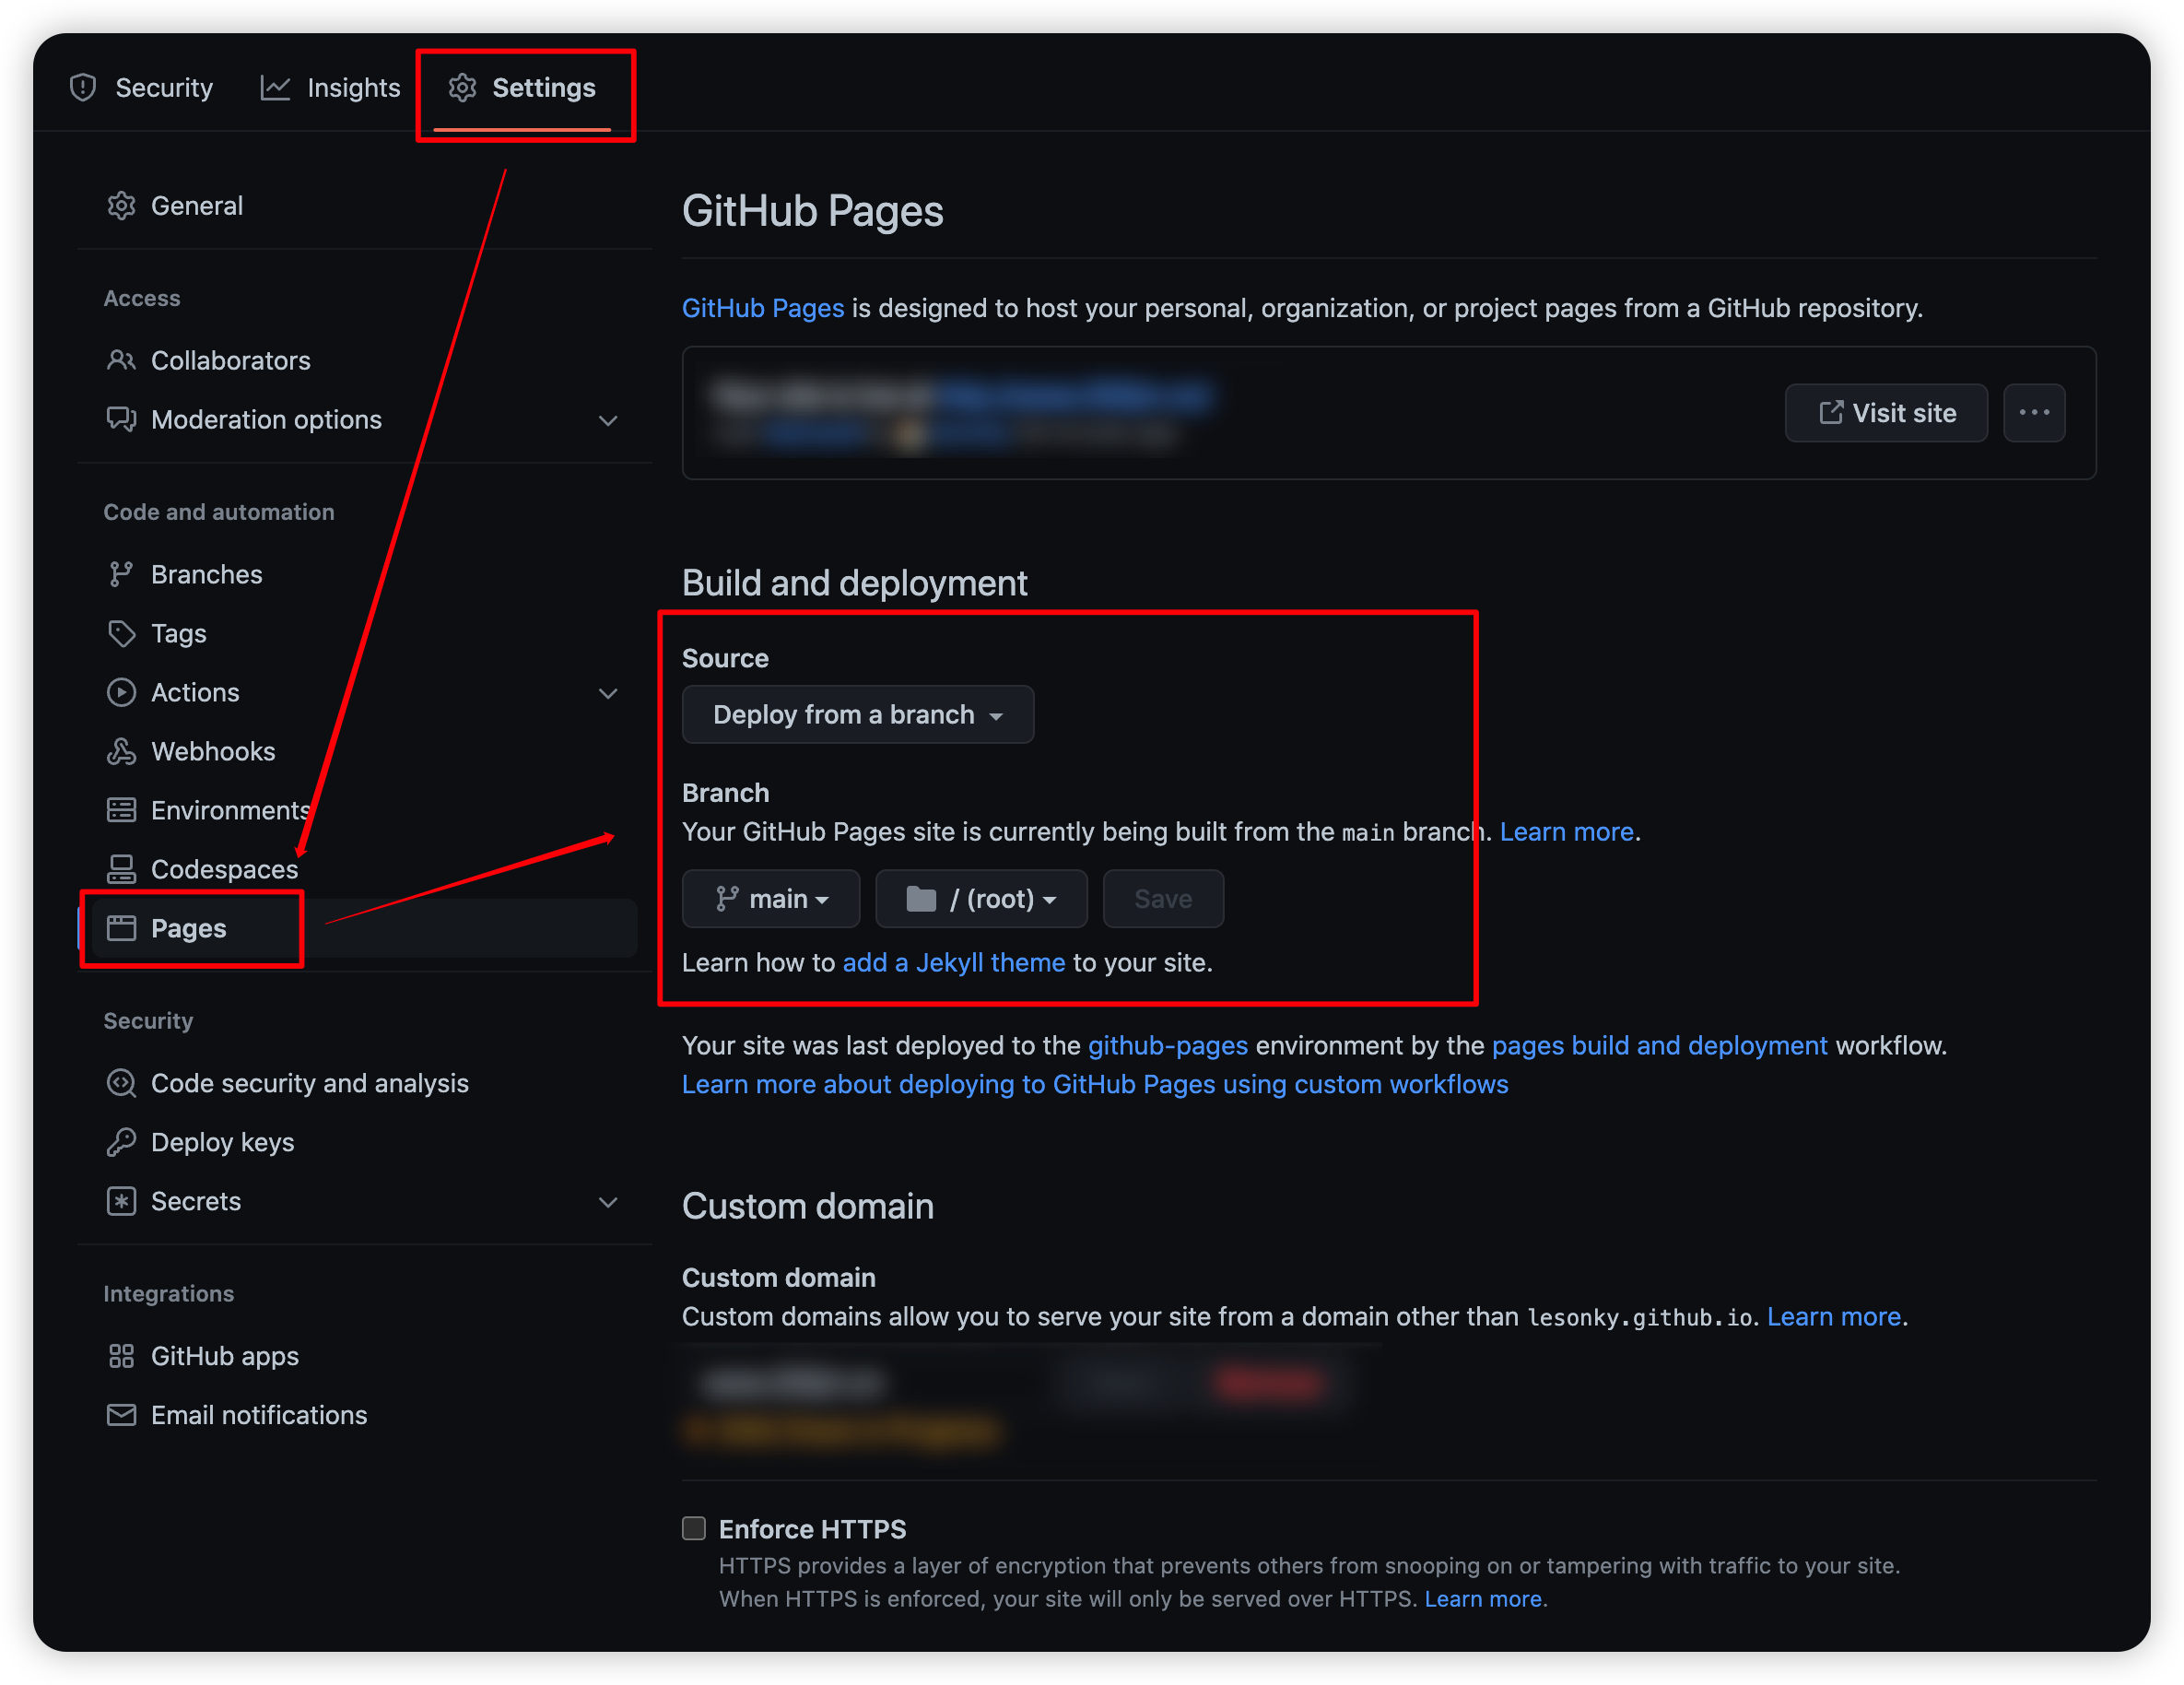 Security Insights Settings
General
Access
Collaborators
Moderation options
Code and automation
Branches
Tags
Actions
Webhooks
Environments
Codespaces
Pages
Security
Code security and analysis
Deploy keys
Secrets
Integrations
GitHub apps
Email notifications
GitHub Pages
GitHub Pages is designed to host your personal, organization, or project pages from a GitHub repository.
Visit site
Build and deployment
Source
Deploy from a branch
Branch
Your GitHub Pages site is currently being built from the main branch. Learn more.
main / (root) Save
Learn how to add a Jekyll theme to your site.
Your site was last deployed to the github-pages environment by the pages build and deployment workflow.
Learn more about deploying to GitHub Pages using custom workflows
Custom domain
Custom domain
Custom domains allow you to serve your site from a domain other than lesonky.github.io. Learn more.
Enforce HTTPS
HTTPS provides a layer of encryption that prevents others from snooping on or tampering with traffic to your site.
When HTTPS is enforced, your site will only be served over HTTPS. Learn more.